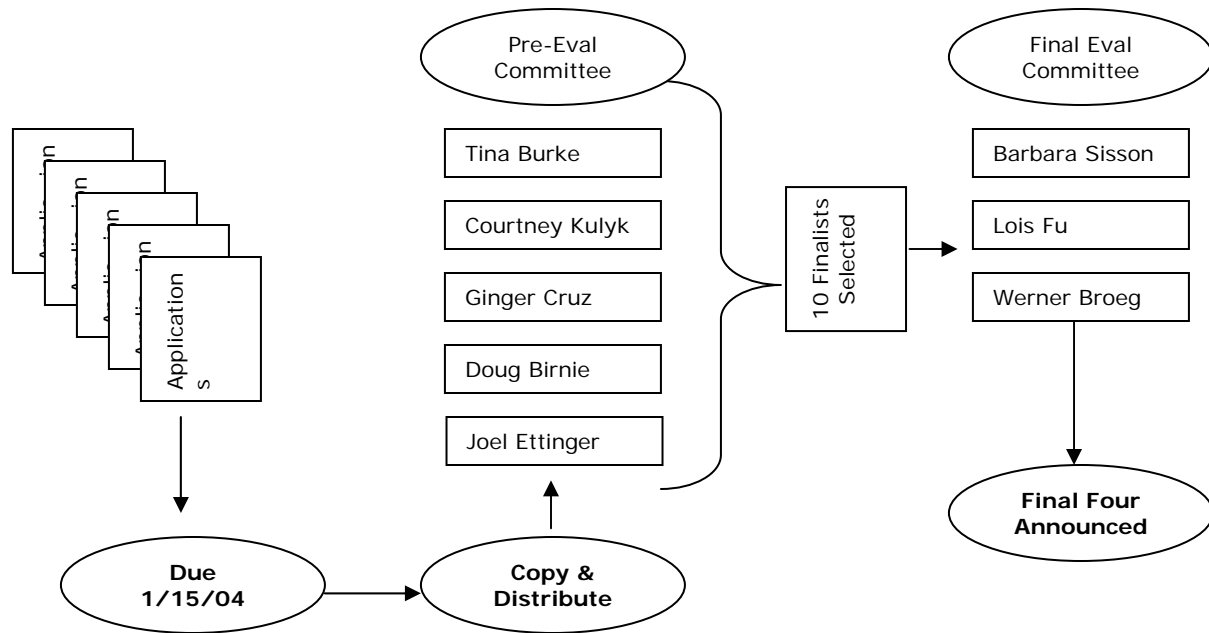 Pre-Eval
Committee
Final Eval
Committee
Application
s
Tina Burke
Courtney Kulyk
Ginger Cruz
Doug Birnie
Joel Ettinger
10 Finalists
Selected
Barbara Sisson
Lois Fu
Werner Broeg
Final Four
Announced
Due
1/15/04
Copy &
Distribute